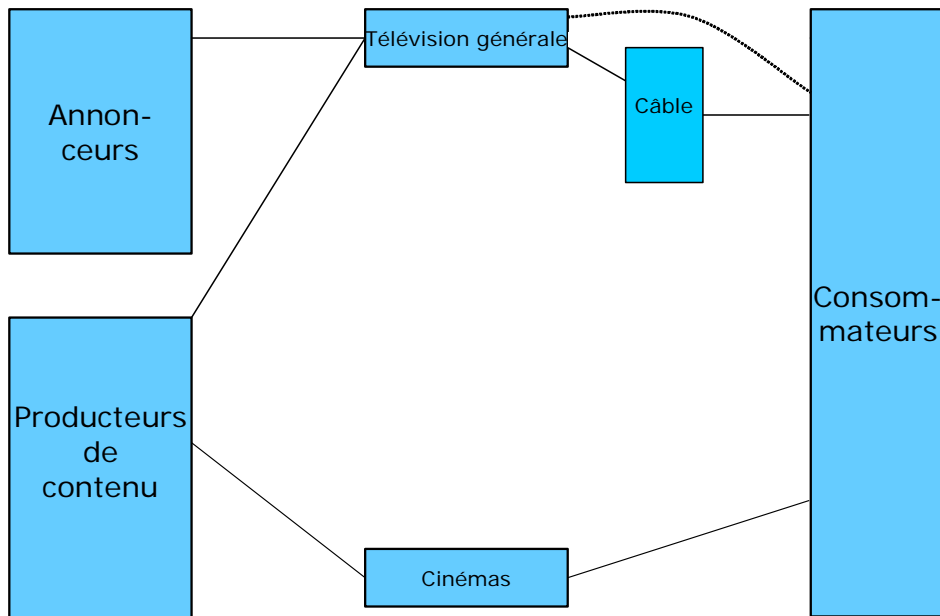 Annon-
ceurs
Télévision générale
Câble
Consom-
mateurs
Producteurs
de
contenu
Cinémas